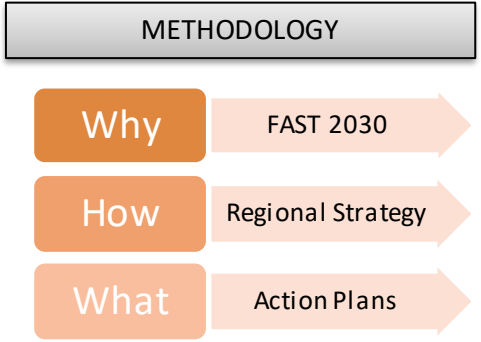 METHODOLOGY
Why
FAST 2030
How
Regional Strategy
What
Action Plans